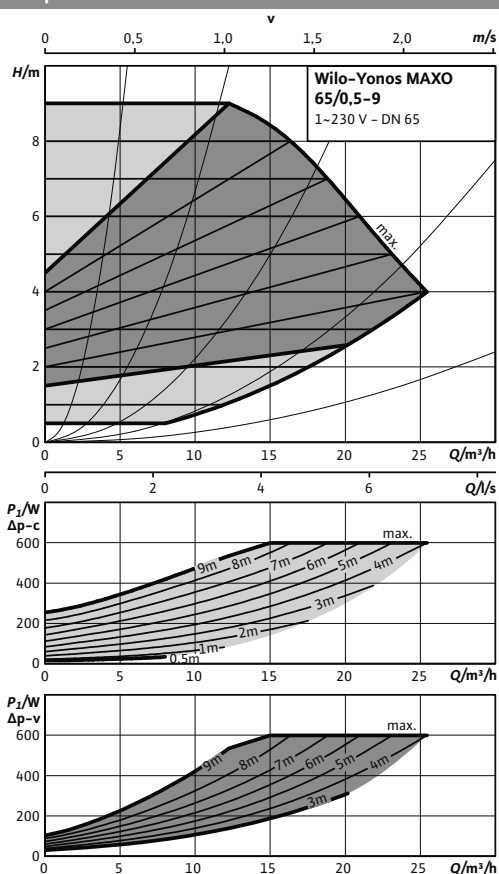 v
0 0,5 1,0 1,5 2,0 m/s
H/m
Wilo-Yonos MAXO
65/0,5-9
1~230 V - DN 65
8
6
max.
4
2
0
0 5 10 15 20 25 Q/m³/h
0 2 4 6 Q/l/s
P₁/W
Δp-c
max.
600
9m 8m 7m 6m 5m 4m
400
3m
200
2m
1m
0,5m
0
0 5 10 15 20 25 Q/m³/h
P₁/W
Δp-v
max.
600
9m 8m 7m 6m 5m 4m
400
3m
200
0
0 5 10 15 20 25 Q/m³/h